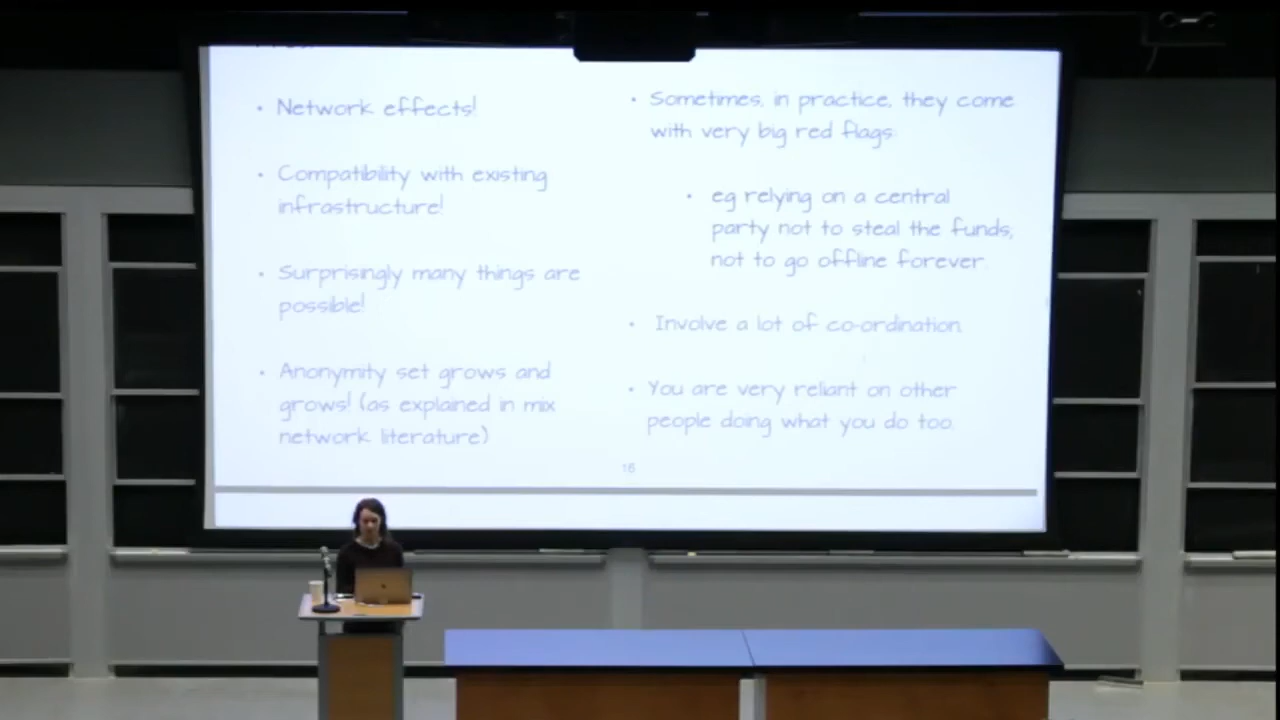 • Network effects!
• Compatibility with existing
infrastructure!
• Surprisingly many things are
possible!
• Anonymity set grows and
grows! (as explained in mix
network literature)
• Sometimes, in practice, they come
with very big red flags.
• eg relying on a central
party not to steal the funds,
not to go offline forever.
• Involve a lot of co-ordination.
• You are very reliant on other
people doing what you do too.
16